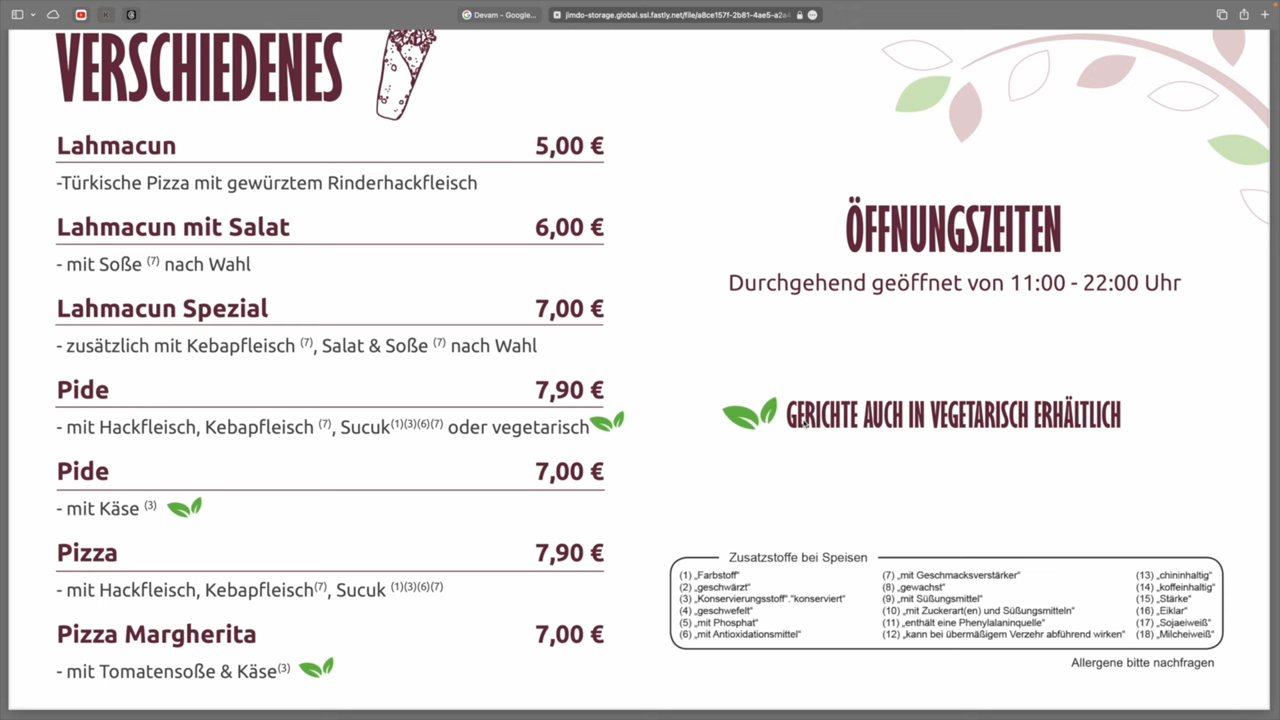 Devam - Google...
jimdo-storage.global.ssl.fastly.net/file/a8ce157f-2b81-4ae5-a2a
VERSCHIEDENES
Lahmacun 5,00 €
-Türkische Pizza mit gewürztem Rinderhackfleisch
Lahmacun mit Salat 6,00 €
- mit Soße (7) nach Wahl
Lahmacun Spezial 7,00 €
- zusätzlich mit Kebapfleisch (7), Salat & Soße (7) nach Wahl
Pide 7,90 €
- mit Hackfleisch, Kebapfleisch (7), Sucuk(1)(3)(6)(7) oder vegetarisch
Pide 7,00 €
- mit Käse (3)
Pizza 7,90 €
- mit Hackfleisch, Kebapfleisch(7), Sucuk (1)(3)(6)(7)
Pizza Margherita 7,00 €
- mit Tomatensoße & Käse(3)
ÖFFNUNGSZEITEN
Durchgehend geöffnet von 11:00 - 22:00 Uhr
GERICHTE AUCH IN VEGETARISCH ERHÄLTLICH
Zusatzstoffe bei Speisen
(1) „Farbstoff“
(2) „geschwärzt“
(3) „Konservierungsstoff“.“konserviert“
(4) „geschwefelt“
(5) „mit Phosphat“
(6) „mit Antioxidationsmittel“
(7) „mit Geschmacksverstärker“
(8) „gewachst“
(9) „mit Süßungsmittel“
(10) „mit Zuckerart(en) und Süßungsmitteln“
(11) „enthält eine Phenylalaninquelle“
(12) „kann bei übermäßigem Verzehr abführend wirken“
(13) „chininhaltig“
(14) „koffeinhaltig“
(15) „Stärke“
(16) „Eiklar“
(17) „Sojaeiweiß“
(18) „Milcheiweiß“
Allergene bitte nachfragen